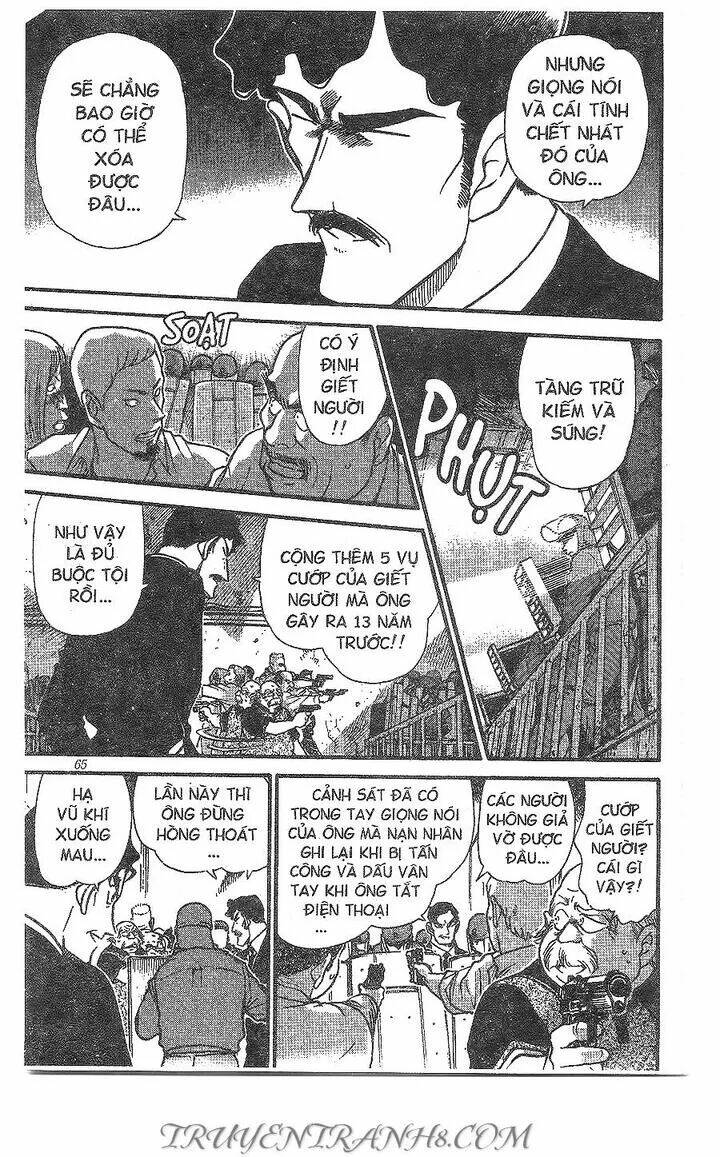 NHƯNG
GIỌNG NÓI
VÀ CÁI TÍNH
CHẾT NHÁT
ĐÓ CỦA
ÔNG...
SẼ CHẲNG
BAO GIỜ
CÓ THỂ
XÓA
ĐƯỢC
ĐÂU...
TÀNG TRỮ
KIẾM VÀ
SÚNG!
PHỤT
CÓ Ý
ĐỊNH
GIẾT
NGƯỜI
!!
SOẠT
CỘNG THÊM 5 VỤ
CƯỚP CỦA GIẾT
NGƯỜI MÀ ÔNG
GÂY RA 13 NĂM
TRƯỚC!!
NHƯ VẬY
LÀ ĐỦ
BUỘC TỘI
RỒI...
65
CƯỚP
CỦA GIẾT
NGƯỜI?
CÁI GÌ
VẬY?!
CÁC NGƯỜI
KHÔNG GIẢ
VỜ ĐƯỢC
ĐÂU...
CẢNH SÁT ĐÃ CÓ
TRONG TAY GIỌNG NÓI
CỦA ÔNG MÀ NẠN NHÂN
GHI LẠI KHI BỊ TẤN
CÔNG VÀ DẤU VÂN
TAY KHI ÔNG TẮT
ĐIỆN THOẠI
...
LẦN NÀY THÌ
ÔNG ĐỪNG
HÒNG THOÁT
...
HẠ
VŨ KHÍ
XUỐNG
MAU...
TRUYENTRANH8.COM